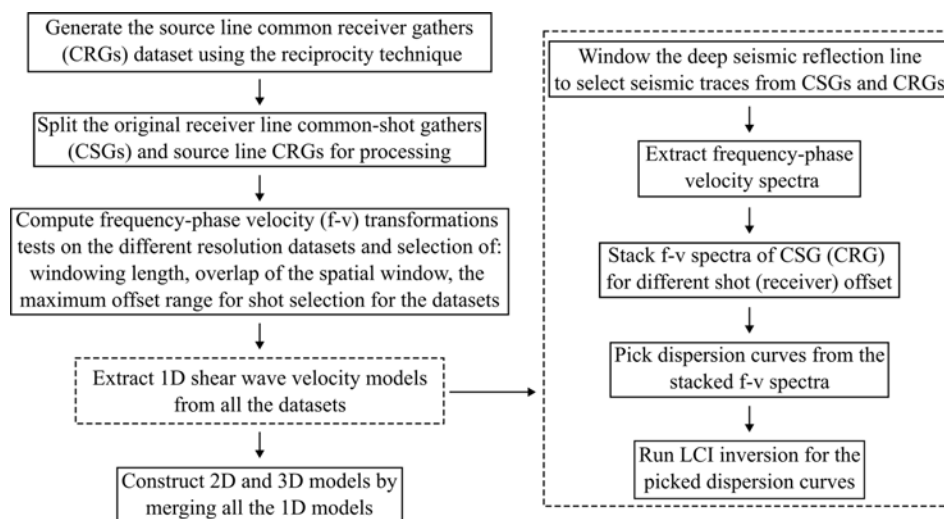 Generate the source line common receiver gathers
(CRGs) dataset using the reciprocity technique
Split the original receiver line common-shot gathers
(CSGs) and source line CRGs for processing
Compute frequency-phase velocity (f-v) transformations
tests on the different resolution datasets and selection of:
windowing length, overlap of the spatial window, the
maximum offset range for shot selection for the datasets
Extract 1D shear wave velocity models
from all the datasets
Construct 2D and 3D models by
merging all the 1D models
Window the deep seismic reflection line
to select seismic traces from CSGs and CRGs
Extract frequency-phase
velocity spectra
Stack f-v spectra of CSG (CRG)
for different shot (receiver) offset
Pick dispersion curves from the
stacked f-v spectra
Run LCI inversion for the
picked dispersion curves